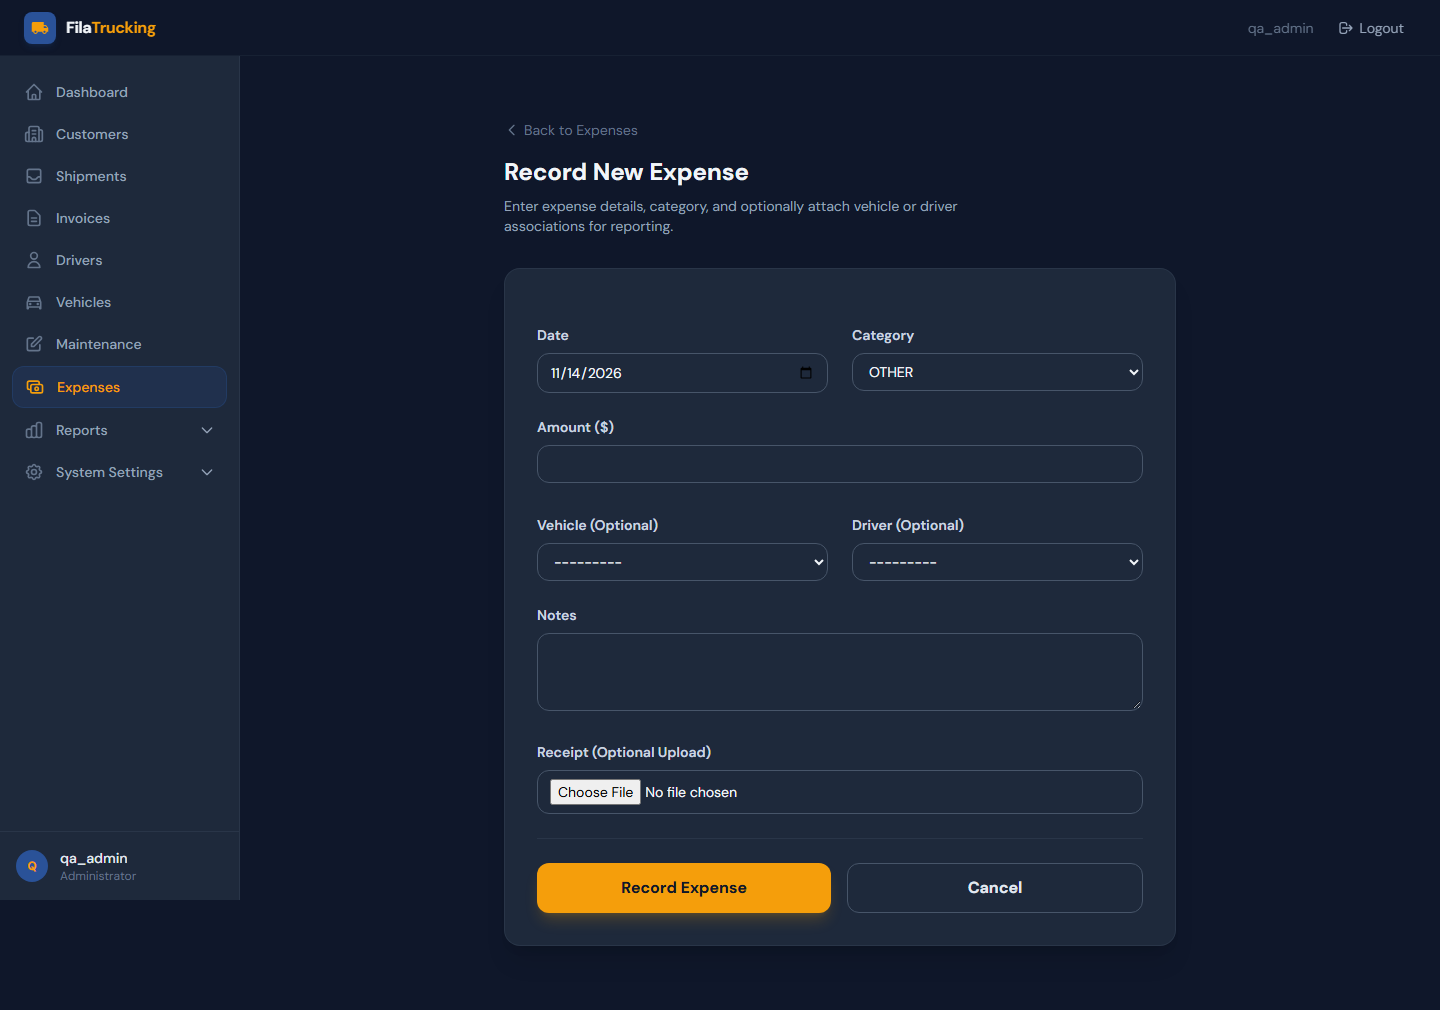 FilaTrucking
qa_admin
Logout
Dashboard
Customers
Shipments
Invoices
Drivers
Vehicles
Maintenance
Expenses
Reports
System Settings
Q
qa_admin
Administrator
Back to Expenses
Record New Expense
Enter expense details, category, and optionally attach vehicle or driver
associations for reporting.
Date
Category
11/14/2026
OTHER
Amount ($)
Vehicle (Optional)
Driver (Optional)
---------
---------
Notes
Receipt (Optional Upload)
Choose File No file chosen
Record Expense
Cancel